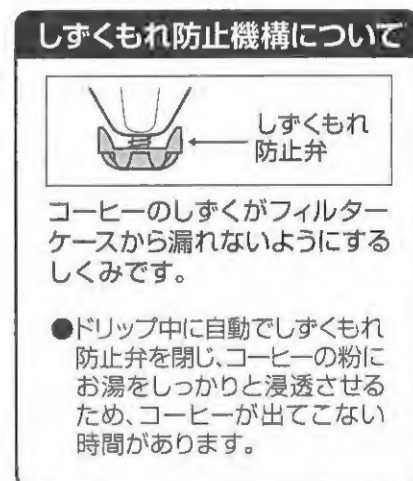 しずくもれ防止機構について
しずくもれ
防止弁
コーヒーのしずくがフィルター
ケースから漏れないようにする
しくみです。
●ドリップ中に自動でしずくもれ
防止弁を閉じ、コーヒーの粉に
お湯をしっかりと浸透させる
ため、コーヒーが出てこない
時間があります。